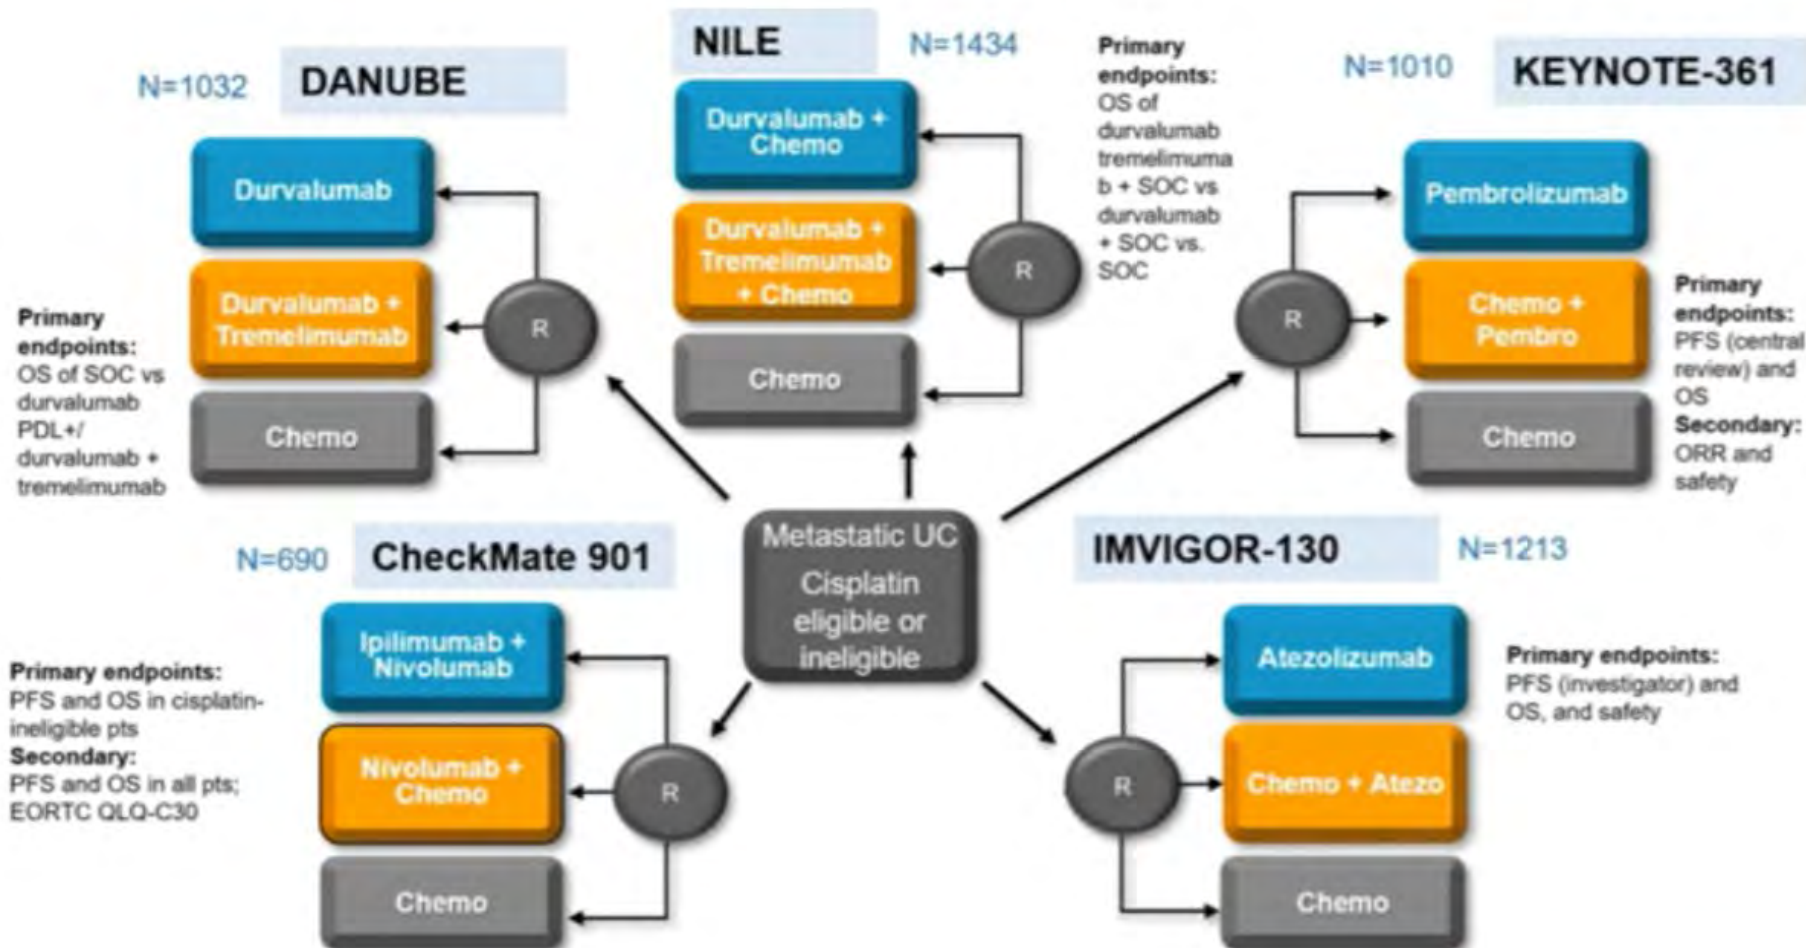 N=1032
DANUBE
Durvalumab
Durvalumab +
Tremelimumab
Chemo
R
Primary
endpoints:
OS of SOC vs
durvalumab
PDL+/
durvalumab +
tremelimumab
NILE
N=1434
Durvalumab +
Chemo
Durvalumab +
Tremelimumab
+ Chemo
Chemo
R
Primary
endpoints:
OS of
durvalumab
tremelimuma
b + SOC vs
durvalumab
+ SOC vs.
SOC
N=1010
KEYNOTE-361
R
Pembrolizumab
Chemo +
Pembro
Chemo
Primary
endpoints:
PFS (central
review) and
OS
Secondary:
ORR and
safety
Metastatic UC
Cisplatin
eligible or
ineligible
N=690
CheckMate 901
Ipilimumab +
Nivolumab
Nivolumab +
Chemo
Chemo
R
Primary endpoints:
PFS and OS in cisplatin-
ineligible pts
Secondary:
PFS and OS in all pts;
EORTC QLQ-C30
IMVIGOR-130
N=1213
R
Atezolizumab
Chemo + Atezo
Chemo
Primary endpoints:
PFS (investigator) and
OS, and safety